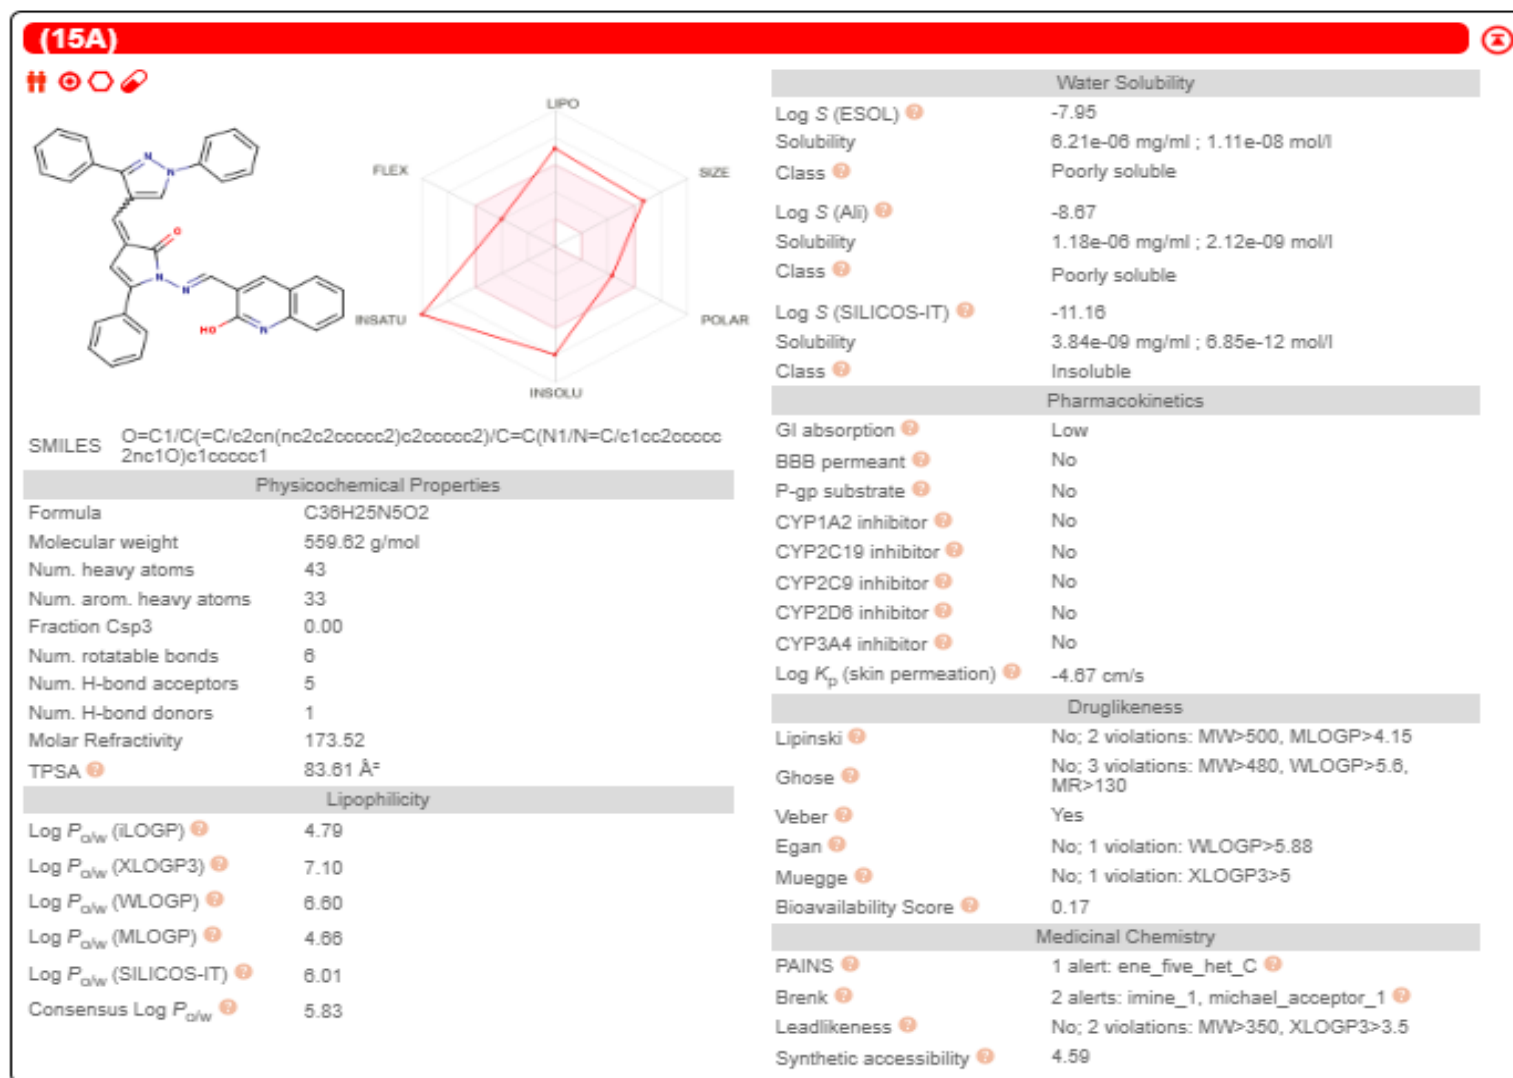 (15A)
LIPO
FLEX
SIZE
INSATU
POLAR
INSOLU
N
N
O
N
N
HO
N
SMILES O=C1/C(=C/c2cn(nc2c2ccccc2)c2ccccc2)/C=C(N1/N=C/c1cc2ccccc
2nc1O)c1ccccc1
Physicochemical Properties
Formula C36H25N5O2
Molecular weight 559.62 g/mol
Num. heavy atoms 43
Num. arom. heavy atoms 33
Fraction Csp3 0.00
Num. rotatable bonds 6
Num. H-bond acceptors 5
Num. H-bond donors 1
Molar Refractivity 173.52
TPSA ? 83.61 Å²
Lipophilicity
Log Po/w (iLOGP) ? 4.79
Log Po/w (XLOGP3) ? 7.10
Log Po/w (WLOGP) ? 6.60
Log Po/w (MLOGP) ? 4.66
Log Po/w (SILICOS-IT) ? 6.01
Consensus Log Po/w ? 5.83
Water Solubility
Log S (ESOL) ? -7.95
Solubility 6.21e-06 mg/ml ; 1.11e-08 mol/l
Class ? Poorly soluble
Log S (Ali) ? -8.67
Solubility 1.18e-06 mg/ml ; 2.12e-09 mol/l
Class ? Poorly soluble
Log S (SILICOS-IT) ? -11.16
Solubility 3.84e-09 mg/ml ; 6.85e-12 mol/l
Class ? Insoluble
Pharmacokinetics
GI absorption ? Low
BBB permeant ? No
P-gp substrate ? No
CYP1A2 inhibitor ? No
CYP2C19 inhibitor ? No
CYP2C9 inhibitor ? No
CYP2D6 inhibitor ? No
CYP3A4 inhibitor ? No
Log Kp (skin permeation) ? -4.67 cm/s
Druglikeness
Lipinski ? No; 2 violations: MW>500, MLOGP>4.15
Ghose ? No; 3 violations: MW>480, WLOGP>5.6,
MR>130
Veber ? Yes
Egan ? No; 1 violation: WLOGP>5.88
Muegge ? No; 1 violation: XLOGP3>5
Bioavailability Score ? 0.17
Medicinal Chemistry
PAINS ? 1 alert: ene_five_het_C ?
Brenk ? 2 alerts: imine_1, michael_acceptor_1 ?
Leadlikeness ? No; 2 violations: MW>350, XLOGP3>3.5
Synthetic accessibility ? 4.59